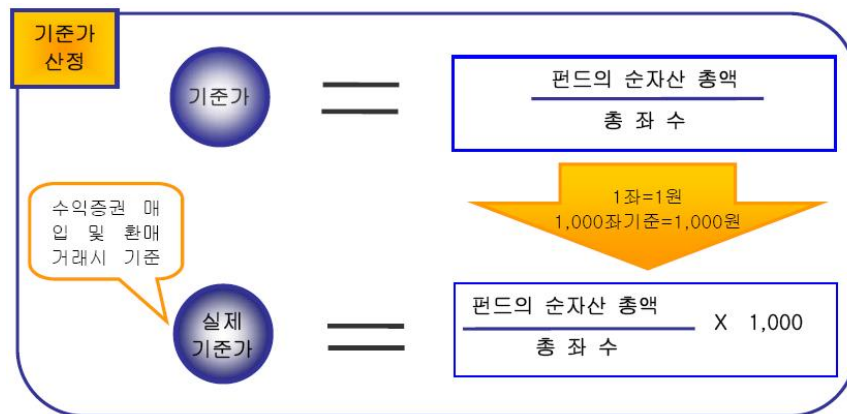 기준가
산정
기준가
펀드의 순자산 총액
총 좌 수
1좌=1원
1,000좌기준=1,000원
수익증권 매
입 및 환매
거래시 기준
실제
기준가
펀드의 순자산 총액
총 좌 수
X 1,000